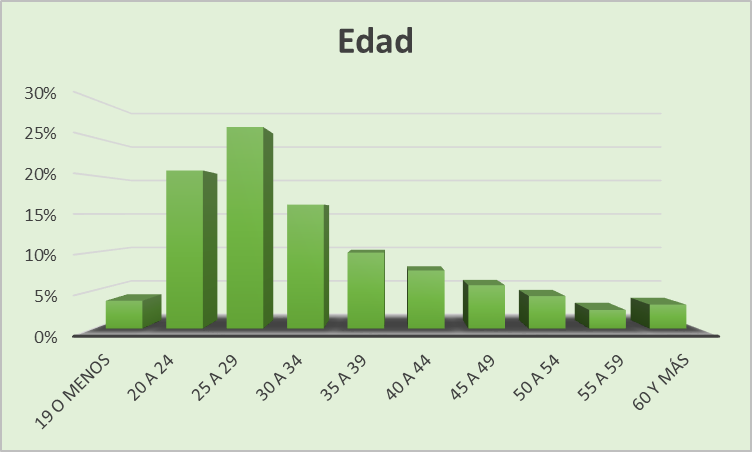 Edad
30%
25%
20%
15%
10%
5%
0%
19 O MENOS
20 A 24
25 A 29
30 A 34
35 A 39
40 A 44
45 A 49
50 A 54
55 A 59
60 Y MÁS